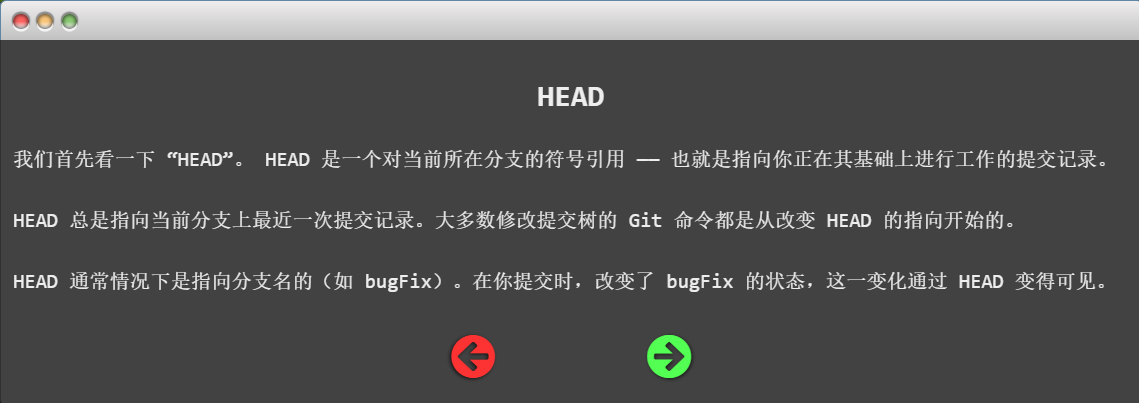 HEAD
我们首先看一下 “HEAD”。 HEAD 是一个对当前所在分支的符号引用 —— 也就是指向你正在其基础上进行工作的提交记录。
HEAD 总是指向当前分支上最近一次提交记录。大多数修改提交树的 Git 命令都是从改变 HEAD 的指向开始的。
HEAD 通常情况下是指向分支名的（如 bugFix）。在你提交时，改变了 bugFix 的状态，这一变化通过 HEAD 变得可见。